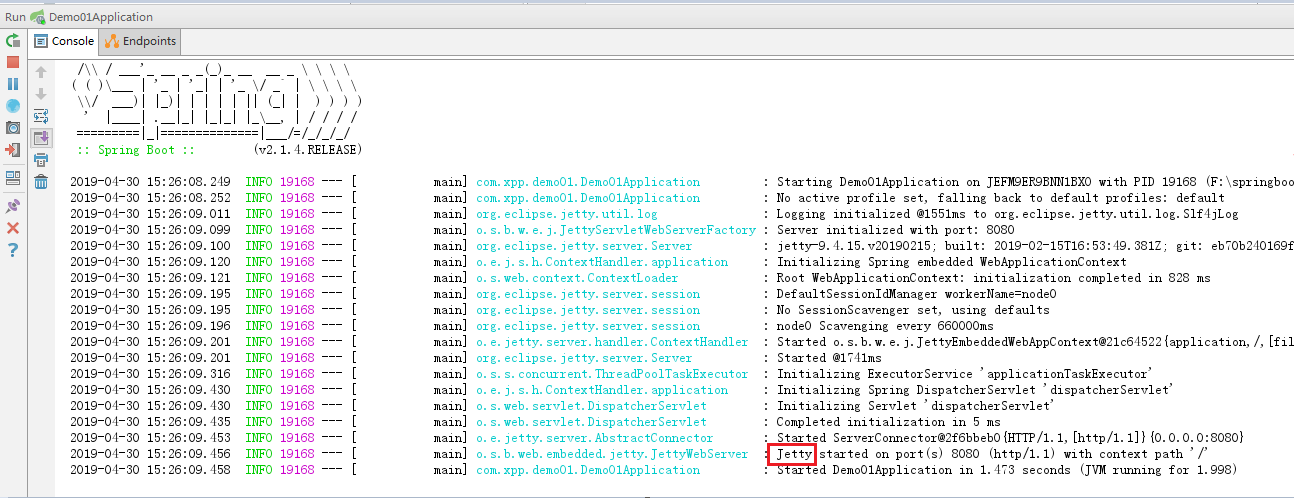 Run Demo01Application
Console Endpoints
:: Spring Boot :: (v2.1.4.RELEASE)
2019-04-30 15:26:08.249 INFO 19168 --- [ main] com.xpp.demo01.Demo01Application : Starting Demo01Application on JEFM9ER9BNN1BX0 with PID 19168 (F:\springboo
2019-04-30 15:26:08.252 INFO 19168 --- [ main] com.xpp.demo01.Demo01Application : No active profile set, falling back to default profiles: default
2019-04-30 15:26:09.011 INFO 19168 --- [ main] org.eclipse.jetty.util.log : Logging initialized @1551ms to org.eclipse.jetty.util.log.Slf4jLog
2019-04-30 15:26:09.099 INFO 19168 --- [ main] o.s.b.w.e.j.JettyServletWebServerFactory : Server initialized with port: 8080
2019-04-30 15:26:09.100 INFO 19168 --- [ main] org.eclipse.jetty.server.Server : jetty-9.4.15.v20190215; built: 2019-02-15T16:53:49.381Z; git: eb70b240169f
2019-04-30 15:26:09.120 INFO 19168 --- [ main] o.e.j.s.h.ContextHandler.application : Initializing Spring embedded WebApplicationContext
2019-04-30 15:26:09.121 INFO 19168 --- [ main] o.s.web.context.ContextLoader : Root WebApplicationContext: initialization completed in 828 ms
2019-04-30 15:26:09.195 INFO 19168 --- [ main] org.eclipse.jetty.server.session : DefaultSessionIdManager workerName=node0
2019-04-30 15:26:09.195 INFO 19168 --- [ main] org.eclipse.jetty.server.session : No SessionScavenger set, using defaults
2019-04-30 15:26:09.196 INFO 19168 --- [ main] org.eclipse.jetty.server.session : node0 Scavenging every 660000ms
2019-04-30 15:26:09.201 INFO 19168 --- [ main] o.e.jetty.server.handler.ContextHandler : Started o.s.b.w.e.j.JettyEmbeddedWebAppContext@21c64522{application,/,[fil
2019-04-30 15:26:09.201 INFO 19168 --- [ main] org.eclipse.jetty.server.Server : Started @1741ms
2019-04-30 15:26:09.316 INFO 19168 --- [ main] o.s.s.concurrent.ThreadPoolTaskExecutor : Initializing ExecutorService 'applicationTaskExecutor'
2019-04-30 15:26:09.430 INFO 19168 --- [ main] o.e.j.s.h.ContextHandler.application : Initializing Spring DispatcherServlet 'dispatcherServlet'
2019-04-30 15:26:09.430 INFO 19168 --- [ main] o.s.web.servlet.DispatcherServlet : Initializing Servlet 'dispatcherServlet'
2019-04-30 15:26:09.435 INFO 19168 --- [ main] o.s.web.servlet.DispatcherServlet : Completed initialization in 5 ms
2019-04-30 15:26:09.453 INFO 19168 --- [ main] o.e.jetty.server.AbstractConnector : Started ServerConnector@2f6bbeb0{HTTP/1.1,[http/1.1]}{0.0.0.0:8080}
2019-04-30 15:26:09.456 INFO 19168 --- [ main] o.s.b.web.embedded.jetty.JettyWebServer : Jetty started on port(s) 8080 (http/1.1) with context path '/'
2019-04-30 15:26:09.458 INFO 19168 --- [ main] com.xpp.demo01.Demo01Application : Started Demo01Application in 1.473 seconds (JVM running for 1.998)